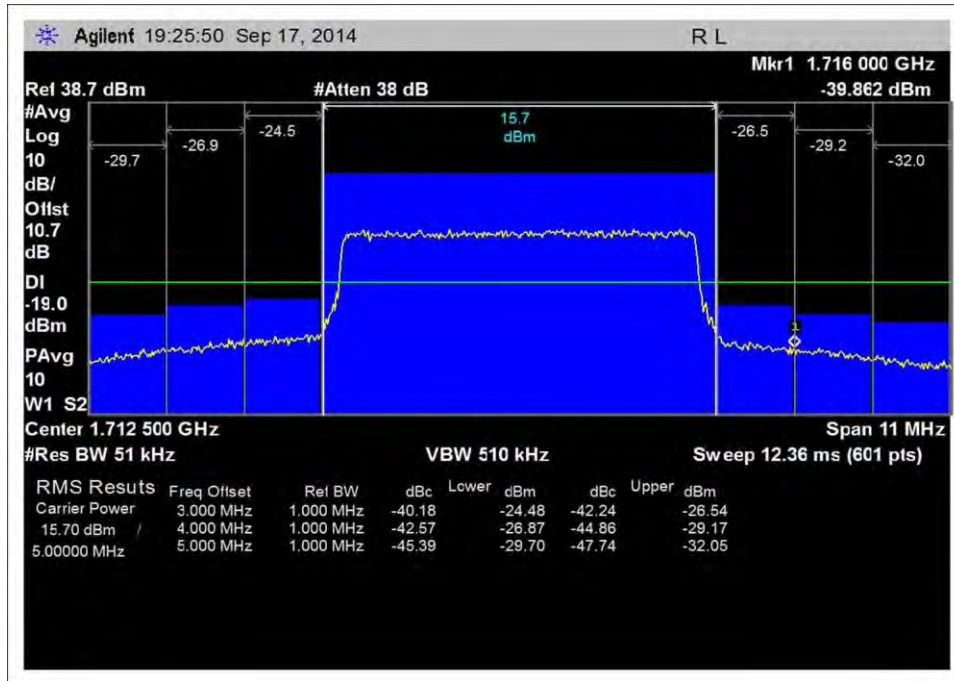 Agilent 19:25:50 Sep 17, 2014 R L
Mkr1 1.716 000 GHz
Ref 38.7 dBm #Atten 38 dB -39.862 dBm
#Avg
Log
10
dB/
Offst
10.7
dB
DI
-19.0
dBm
PAvg
10
W1 S2
-29.7 -26.9 -24.5 15.7 dBm -26.5 -29.2 -32.0
1
Center 1.712 500 GHz Span 11 MHz
#Res BW 51 kHz VBW 510 kHz Sweep 12.36 ms (601 pts)
RMS Resuts Freq Offset Ref BW dBc Lower dBm dBc Upper dBm
Carrier Power 3.000 MHz 1.000 MHz -40.18 -24.48 -42.24 -26.54
15.70 dBm / 4.000 MHz 1.000 MHz -42.57 -26.87 -44.86 -29.17
5.00000 MHz 5.000 MHz 1.000 MHz -45.39 -29.70 -47.74 -32.05